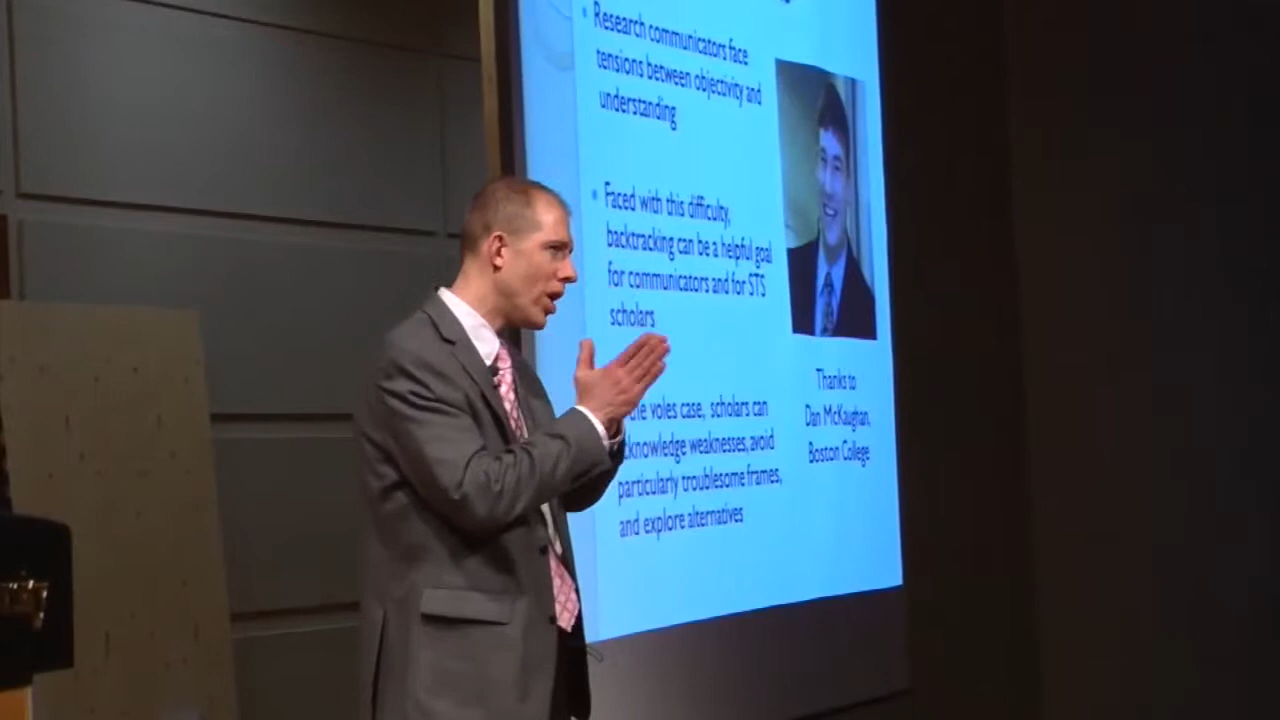 Research communicators face
tensions between objectivity and
understanding
Faced with this difficulty,
backtracking can be a helpful goal
for communicators and for STS
scholars
voles case, scholars can
weaknesses, avoid
particularly troublesome frames,
and explore alternatives
Thanks to
Dan McKaughan,
Boston College